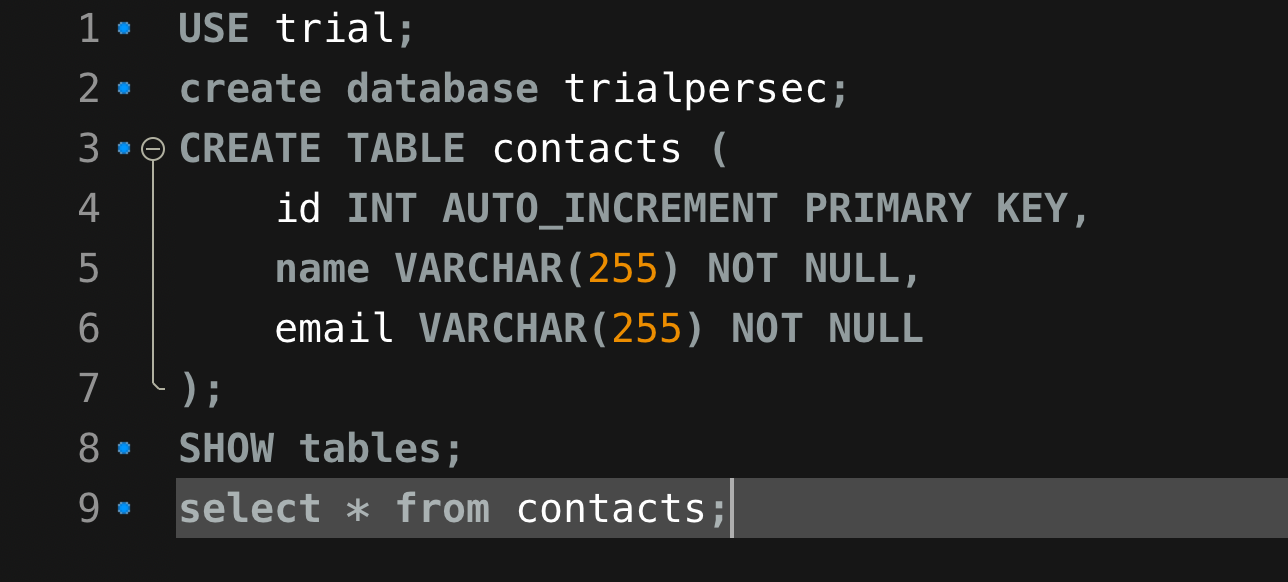 1 USE trial;
2 create database trialpersec;
3 CREATE TABLE contacts (
4     id INT AUTO_INCREMENT PRIMARY KEY,
5     name VARCHAR(255) NOT NULL,
6     email VARCHAR(255) NOT NULL
7 );
8 SHOW tables;
9 select * from contacts;